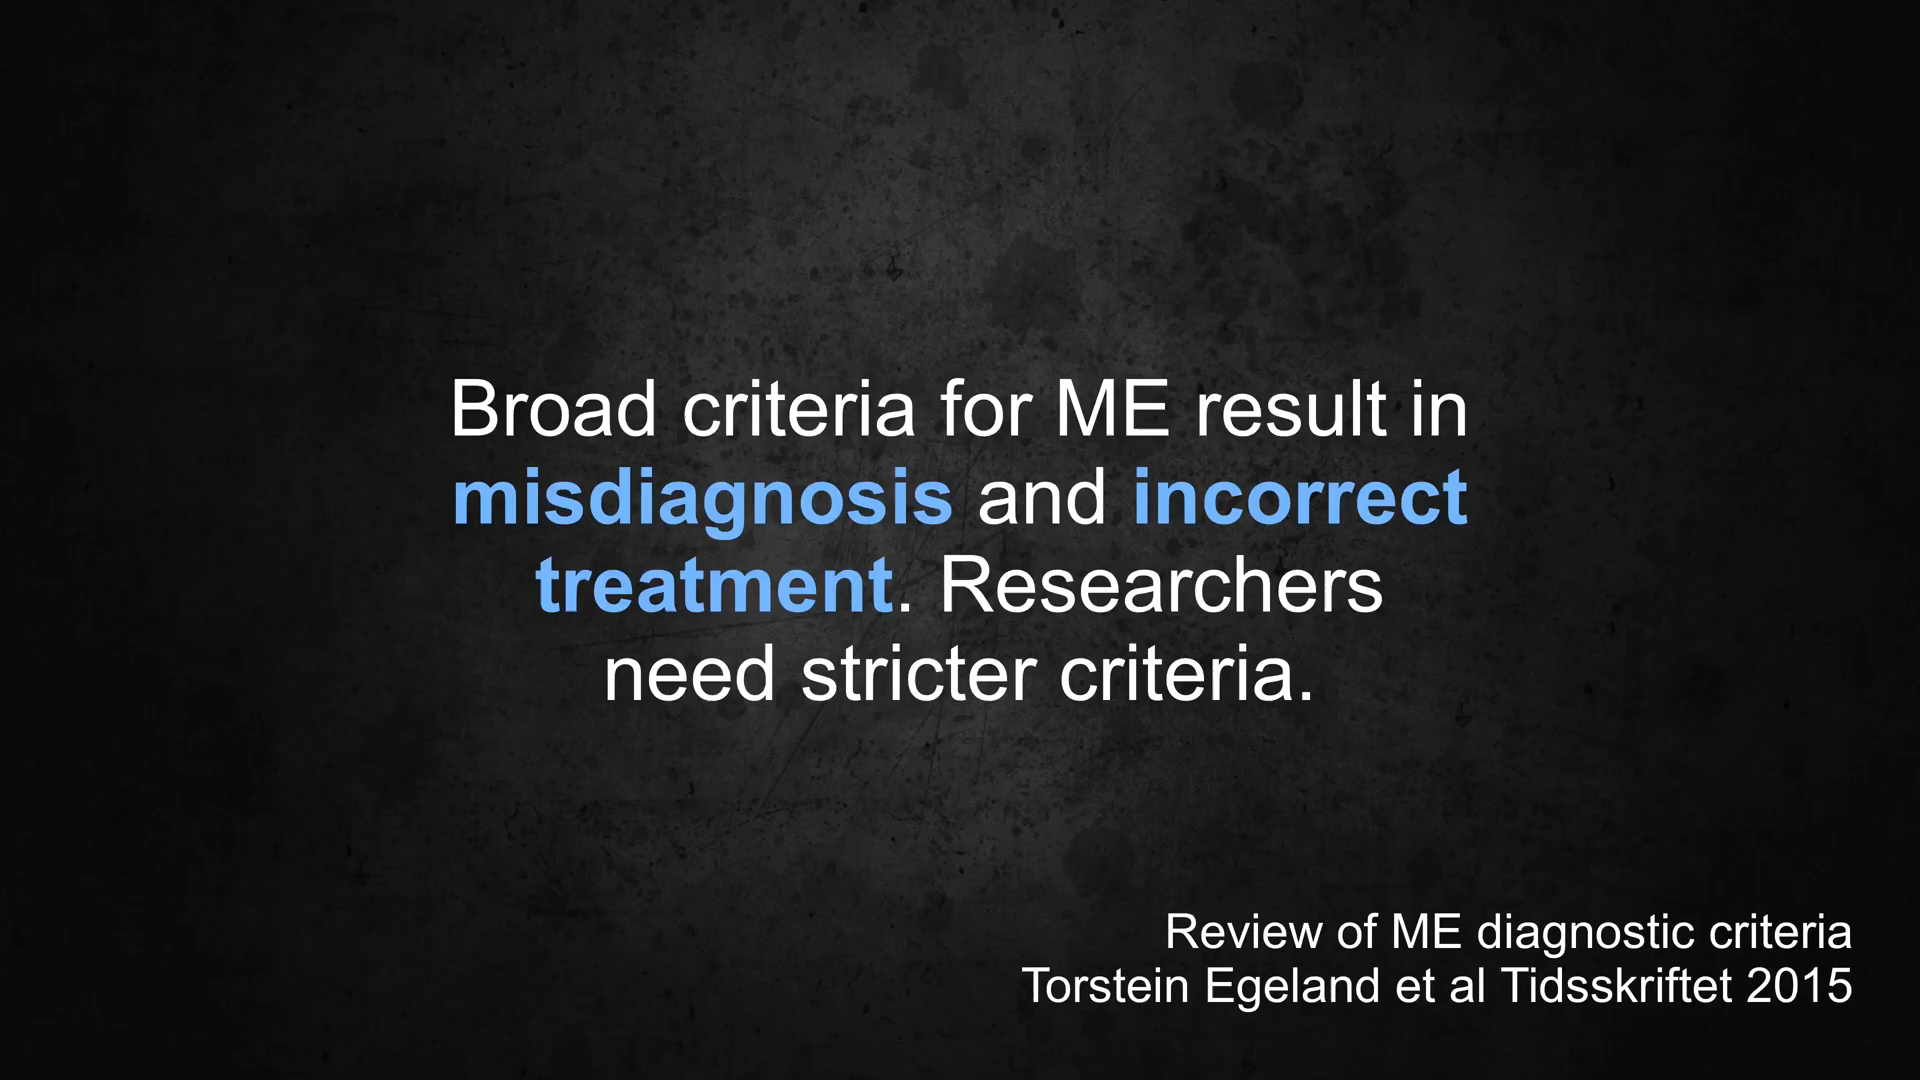 Broad criteria for ME result in
misdiagnosis and incorrect
treatment. Researchers
need stricter criteria.
Review of ME diagnostic criteria
Torstein Egeland et al Tidsskriftet 2015